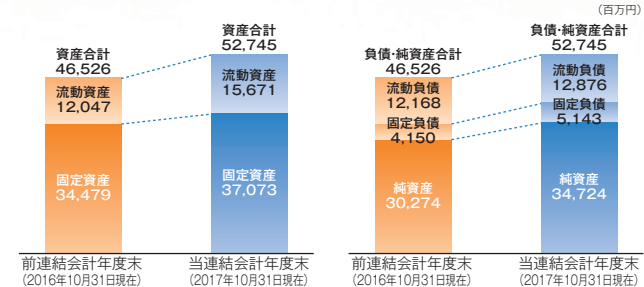 （百万円）
資産合計
46,526
流動資産
12,047
固定資産
34,479
前連結会計年度末
（2016年10月31日現在）
資産合計
52,745
流動資産
15,671
固定資産
37,073
当連結会計年度末
（2017年10月31日現在）
負債・純資産合計
46,526
流動負債
12,168
固定負債
4,150
純資産
30,274
前連結会計年度末
（2016年10月31日現在）
負債・純資産合計
52,745
流動負債
12,876
固定負債
5,143
純資産
34,724
当連結会計年度末
（2017年10月31日現在）